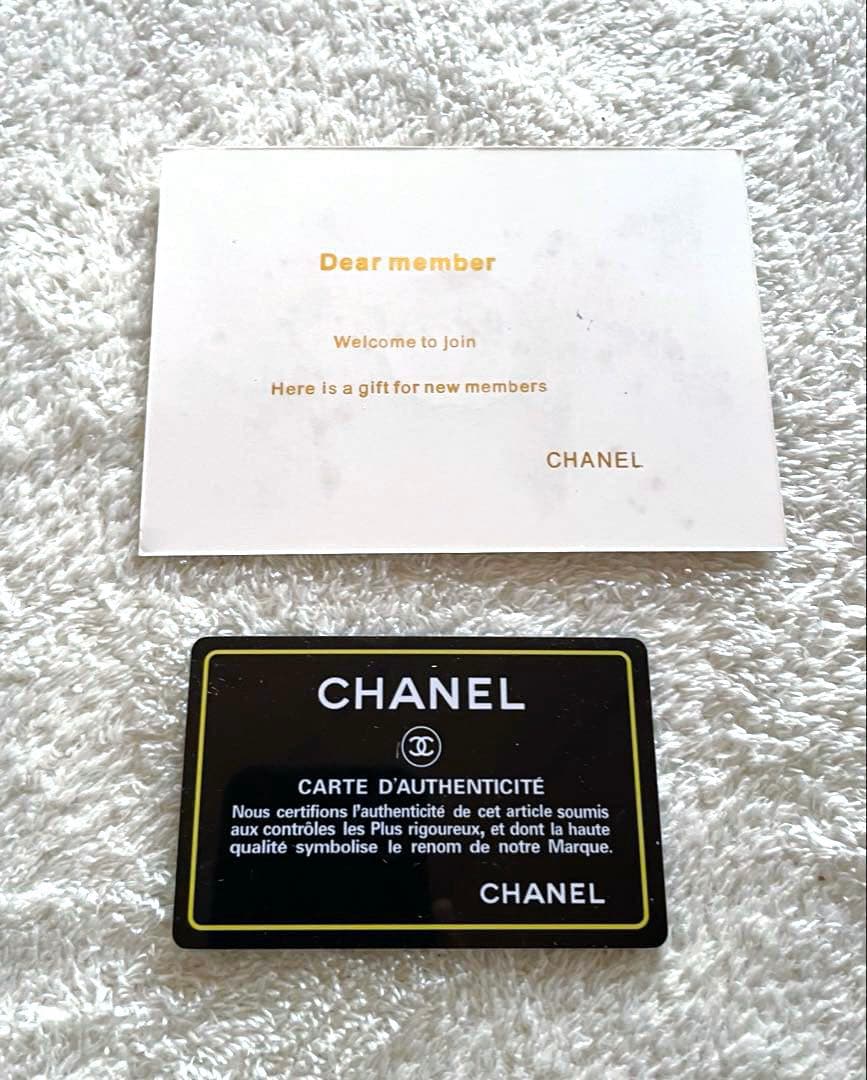 Dear member
Welcome to join
Here is a gift for new members
CHANEL
CHANEL
CARTE D'AUTHENTICITÉ
Nous certifions l'authenticité de cet article soumis
aux contrôles les Plus rigoureux, et dont la haute
qualité symbolise le renom de notre Marque.
CHANEL